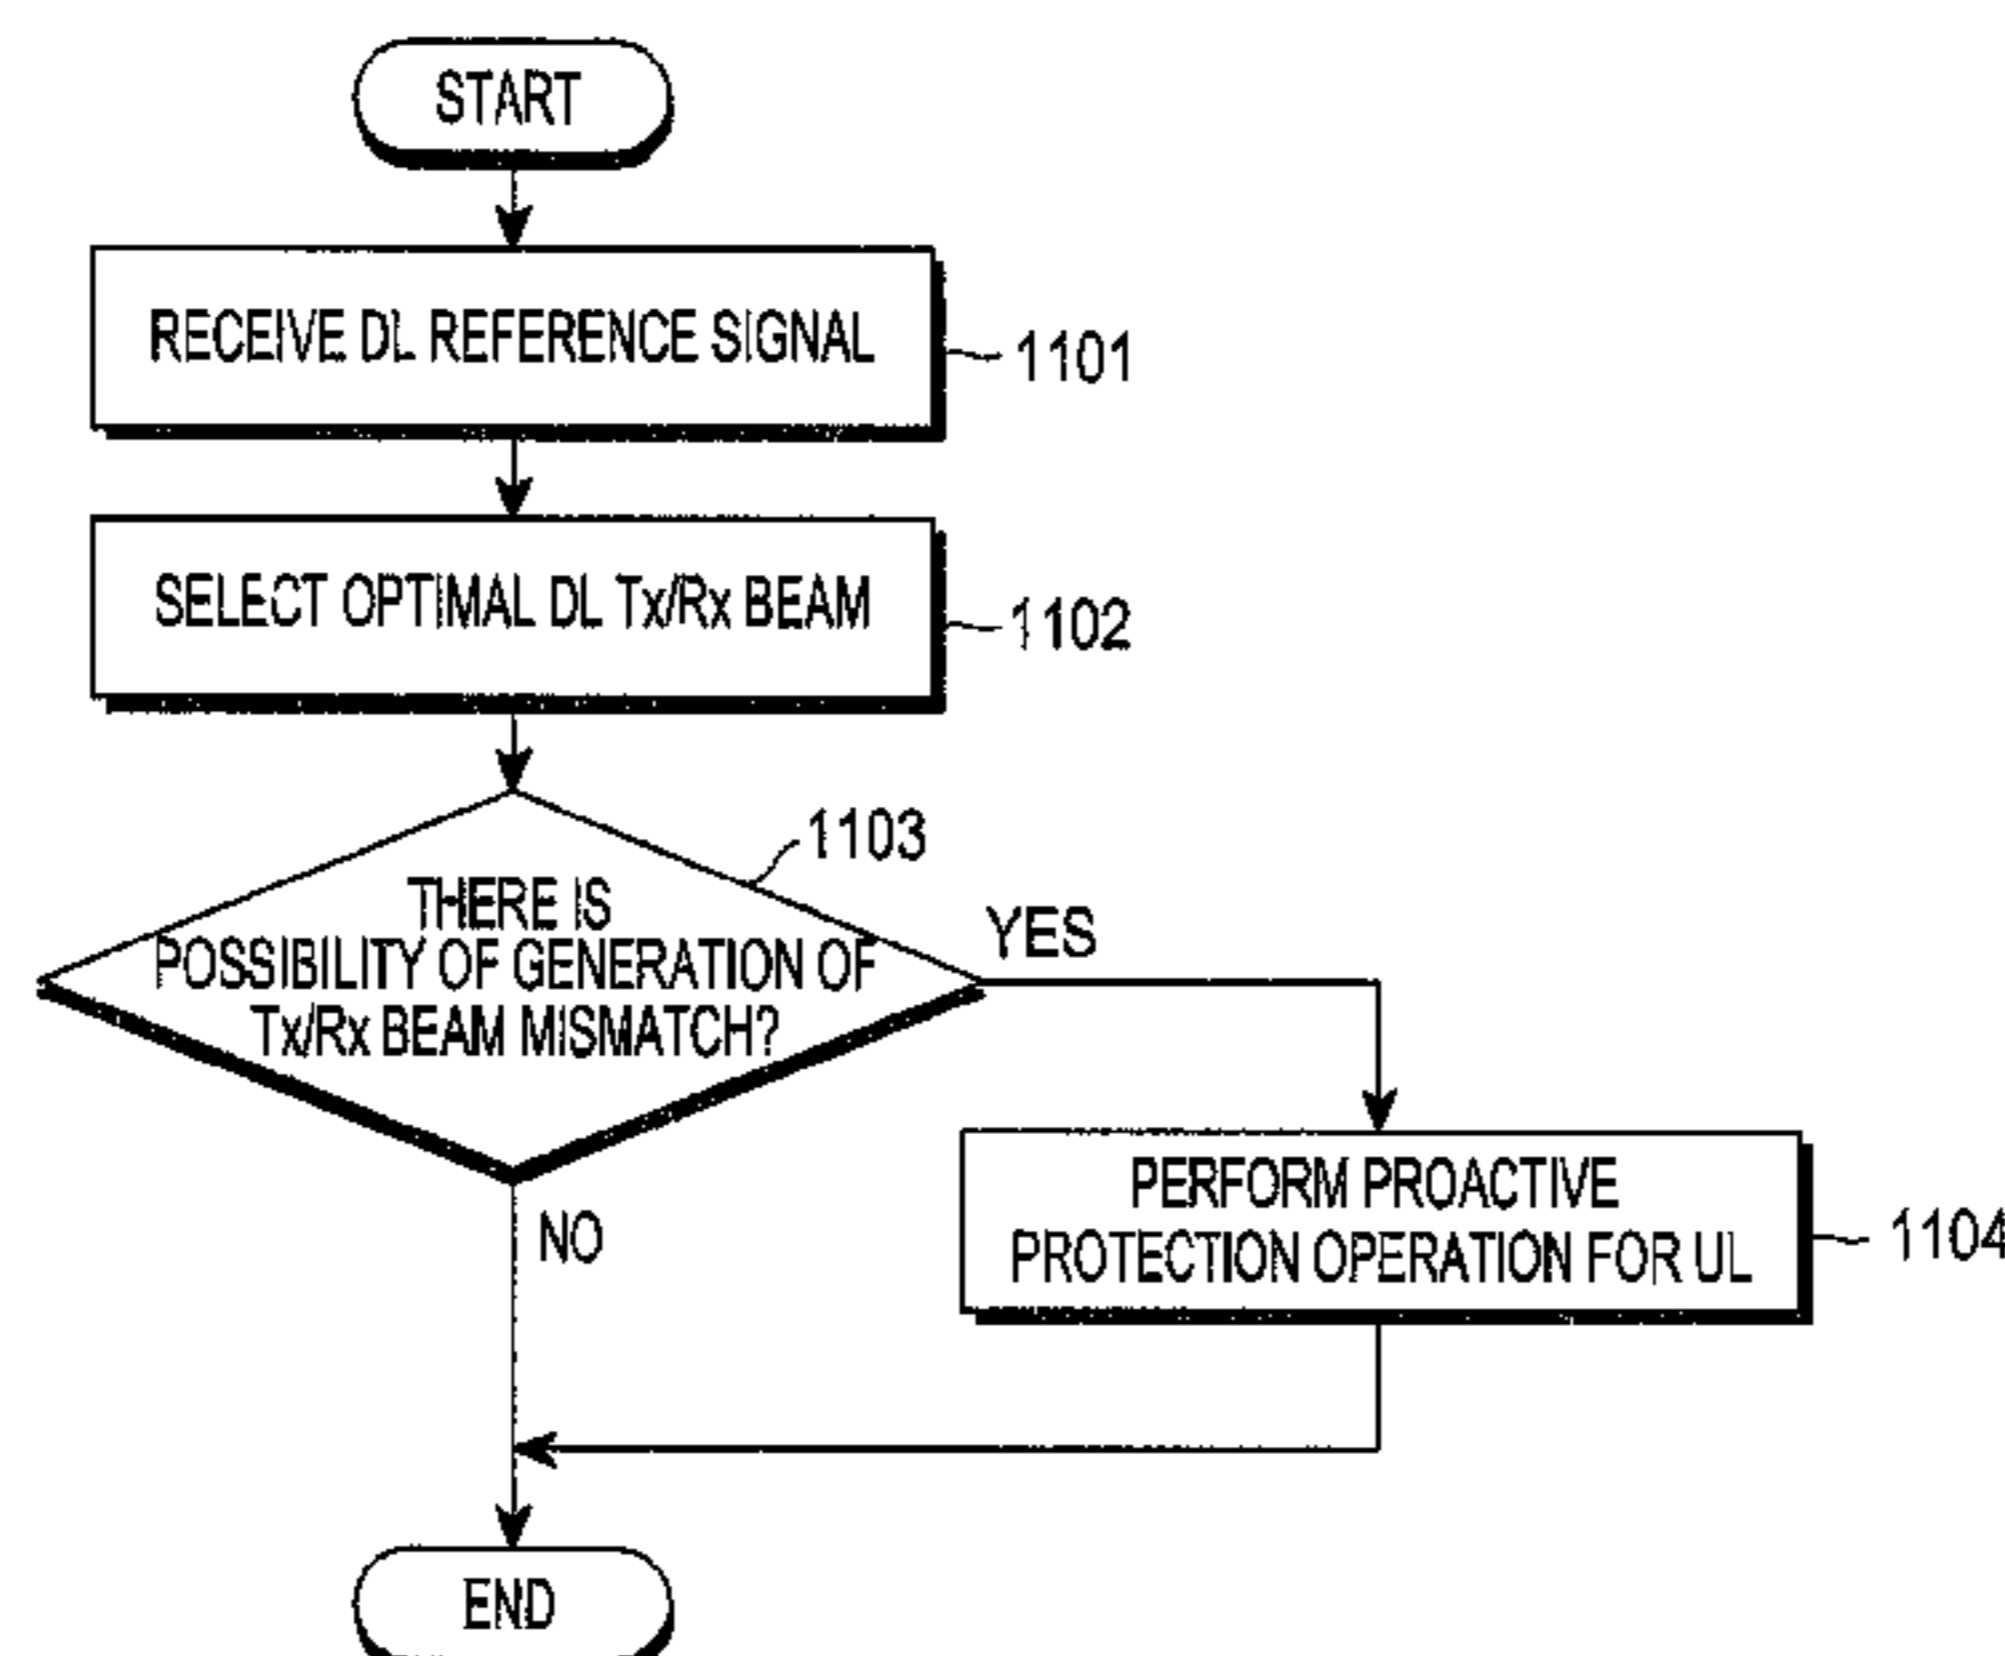 START
RECEIVE DL REFERENCE SIGNAL
1101
SELECT OPTIMAL DL Tx/Rx BEAM
1102
1103
THERE IS
POSSIBILITY OF GENERATION OF
Tx/Rx BEAM MISMATCH?
YES
NO
PERFORM PROACTIVE
PROTECTION OPERATION FOR UL
1104
END